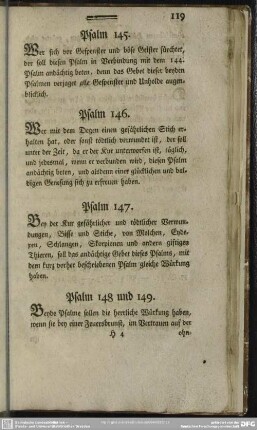 119
Psalm 145.
Wer sich vor Gespenster und böse Geister fürchtet,
der soll diesen Psalm in Verbindung mit dem 144.
Psalm andächtig beten, denn das Gebet dieser beyden
Psalmen verjaget alle Gespenster und Unholde augen-
blicklich.
Psalm 146.
Wer mit dem Degen einen gefährlichen Stich er-
halten hat, oder sonst tödtlich verwundet ist, der soll
unter der Zeit, da er der Kur unterworfen ist, täglich,
und jedesmal, wenn er verbunden wird, diesen Psalm
andächtig beten, und alsdenn einer glücklichen und bal-
digen Genesung sich zu erfreuen haben.
Psalm 147.
Bey der Kur gefährlicher und tödtlicher Verwun-
dungen, Bisse und Stiche, von Molchen, Eyde-
xen, Schlangen, Skorpionen und andern giftigen
Thieren, soll das andächtige Gebet dieses Psalms, mit
dem kurz vorher beschriebenen Psalm gleiche Würkung
haben.
Psalm 148 und 149.
Beyde Psalme sollen die herrliche Würkung haben,
wenn sie bey einer Feuersbrunst, im Vertrauen auf der
H 4 ohn-
DFG